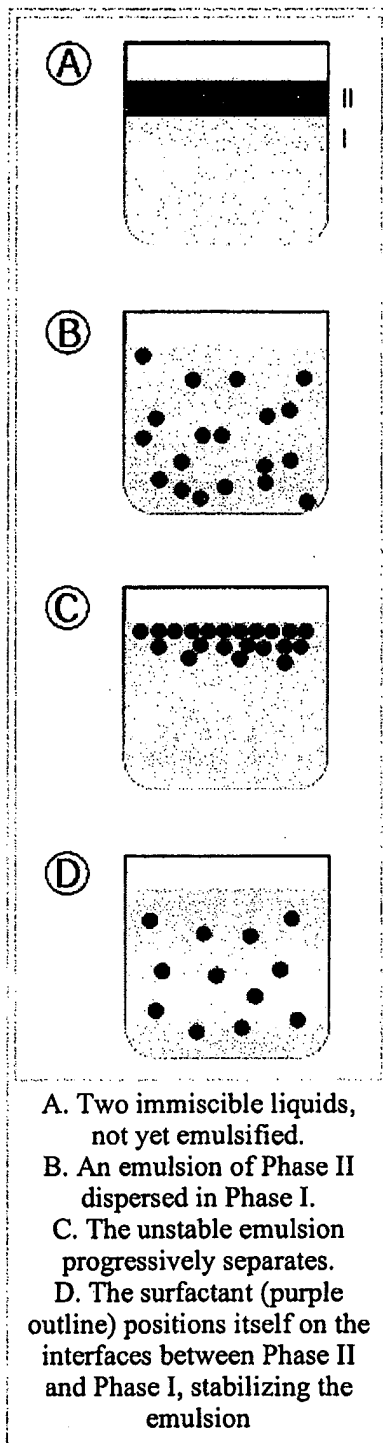 A
II
I
B
C
D
A. Two immiscible liquids,
not yet emulsified.
B. An emulsion of Phase II
dispersed in Phase I.
C. The unstable emulsion
progressively separates.
D. The surfactant (purple
outline) positions itself on the
interfaces between Phase II
and Phase I, stabilizing the
emulsion